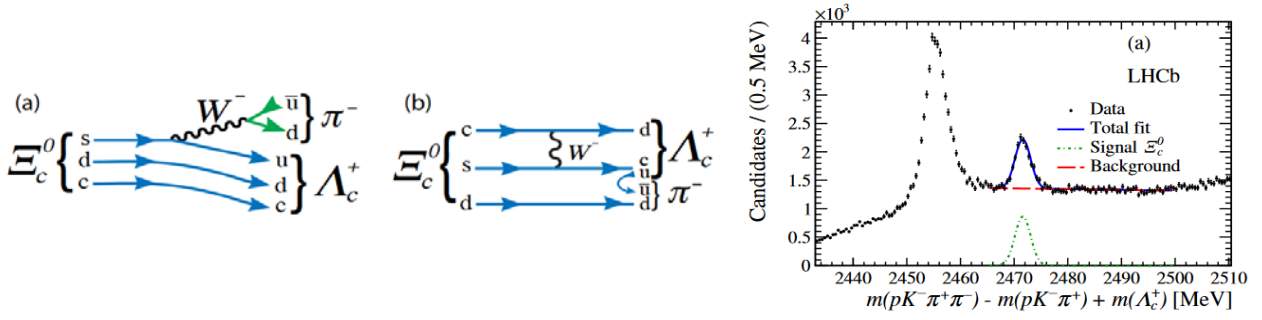 (a)
W⁻
Ξc⁰ { s d c
ū d } π⁻
u d c } Λc⁺
(b)
Ξc⁰ { c s d
W⁻
d c u } Λc⁺
ū d } π⁻
×10³
Candidates / (0.5 MeV)
4
3.5
3
2.5
2
1.5
1
0.5
0
(a)
LHCb
Data
Total fit
Signal Ξc⁰
Background
2440 2450 2460 2470 2480 2490 2500 2510
m(pK⁻π⁺π⁻) - m(pK⁻π⁺) + m(Λc⁺) [MeV]